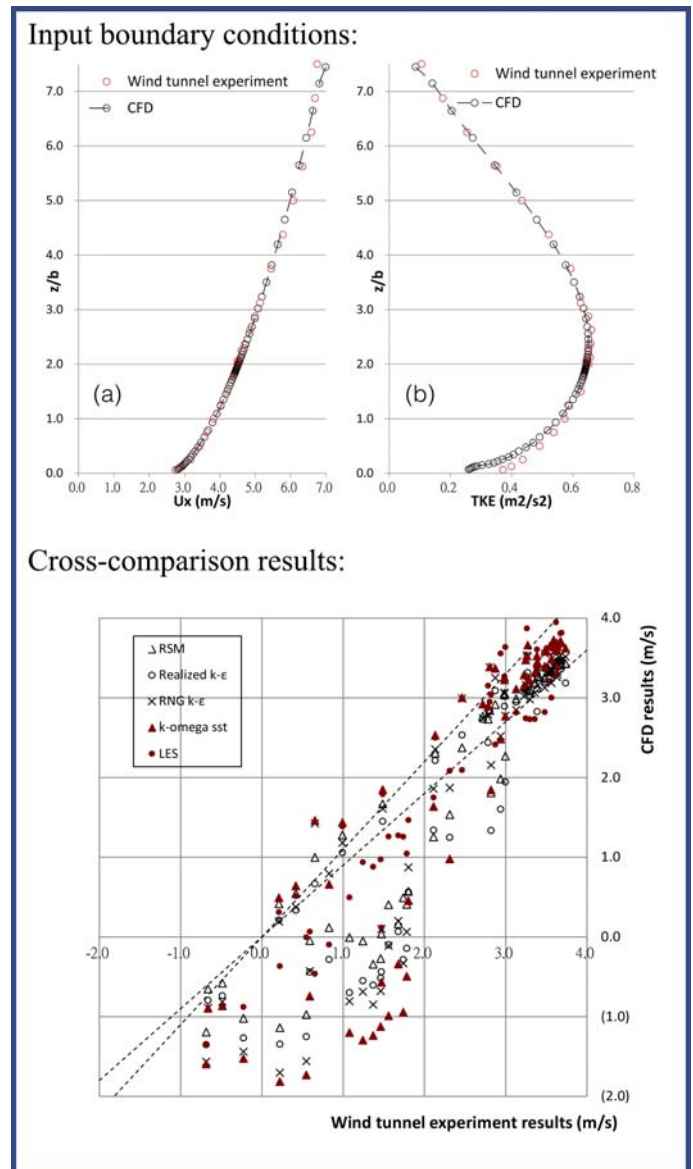 Input boundary conditions:
Wind tunnel experiment
CFD
7.0
6.0
5.0
4.0
3.0
2.0
1.0
0.0
z/b
(a)
0.0 1.0 2.0 3.0 4.0 5.0 6.0 7.0
Ux (m/s)
Wind tunnel experiment
CFD
7.0
6.0
5.0
4.0
3.0
2.0
1.0
0.0
z/b
(b)
0 0.2 0.4 0.6 0.8
TKE (m2/s2)
Cross-comparison results:
RSM
Realized k-ε
RNG k-ε
k-omega sst
LES
4.0
3.0
2.0
1.0
0.0
(1.0)
(2.0)
CFD results (m/s)
-2.0 -1.0 0.0 1.0 2.0 3.0 4.0
Wind tunnel experiment results (m/s)